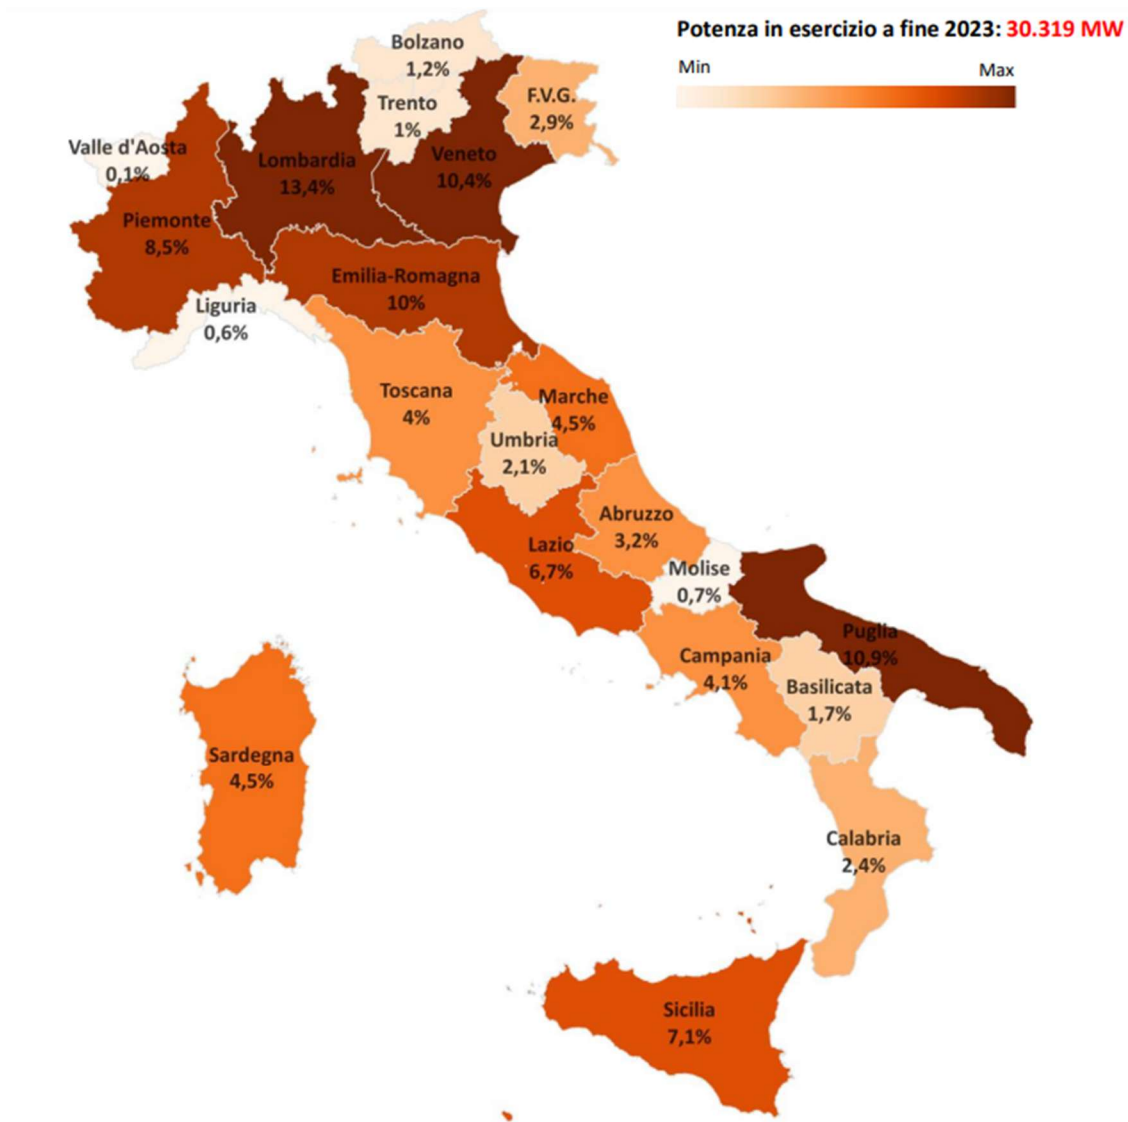 Potenza in esercizio a fine 2023: 30.319 MW
Min
Max
Bolzano
1,2%
Trento
1%
F.V.G.
2,9%
Valle d'Aosta
0,1%
Lombardia
13,4%
Veneto
10,4%
Piemonte
8,5%
Emilia-Romagna
10%
Liguria
0,6%
Toscana
4%
Marche
4,5%
Umbria
2,1%
Abruzzo
3,2%
Lazio
6,7%
Molise
0,7%
Puglia
10,9%
Campania
4,1%
Basilicata
1,7%
Sardegna
4,5%
Calabria
2,4%
Sicilia
7,1%